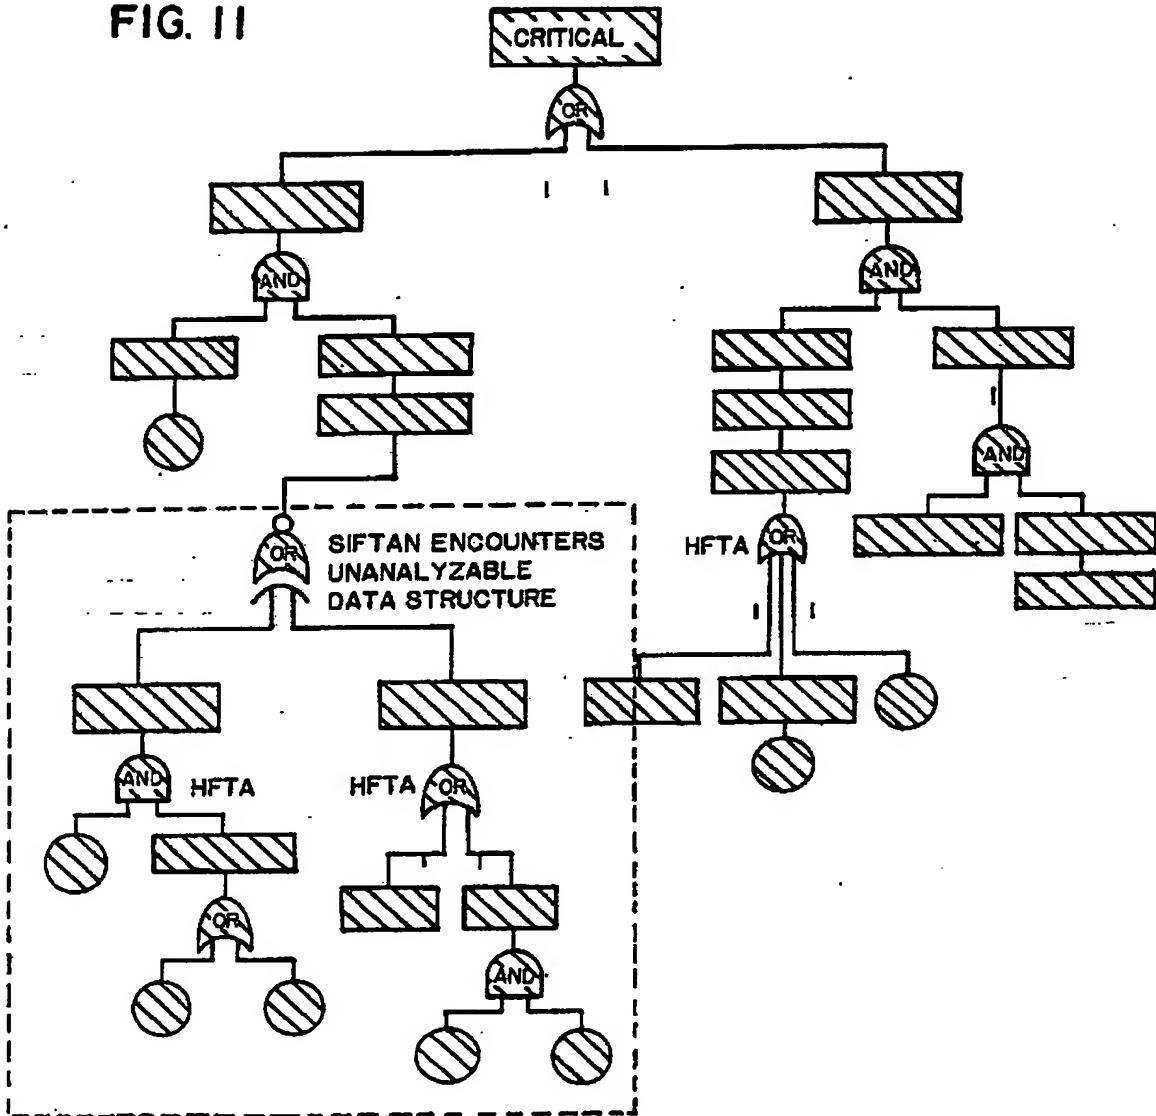 FIG. 11
CRITICAL
OR
AND
AND
AND
OR
SIFTAN ENCOUNTERS
UNANALYZABLE
DATA STRUCTURE
HFTA
OR
AND
HFTA
HFTA
OR
OR
AND